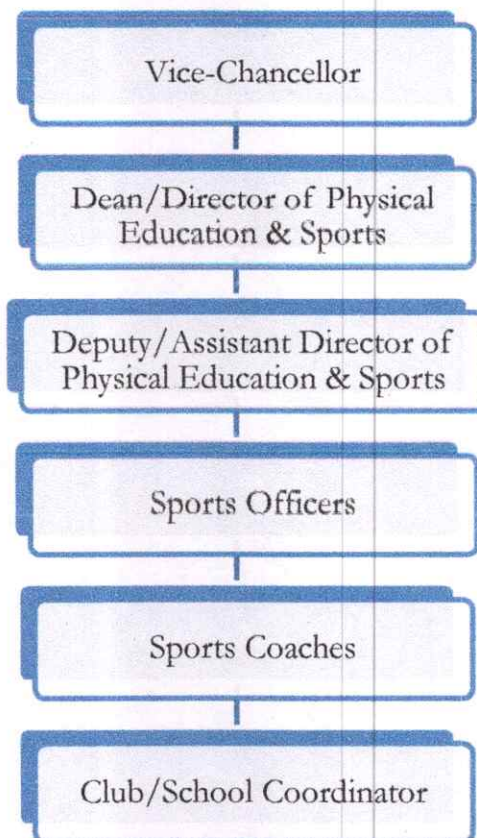 Vice-Chancellor
Dean/Director of Physical
Education & Sports
Deputy/Assistant Director of
Physical Education & Sports
Sports Officers
Sports Coaches
Club/School Coordinator